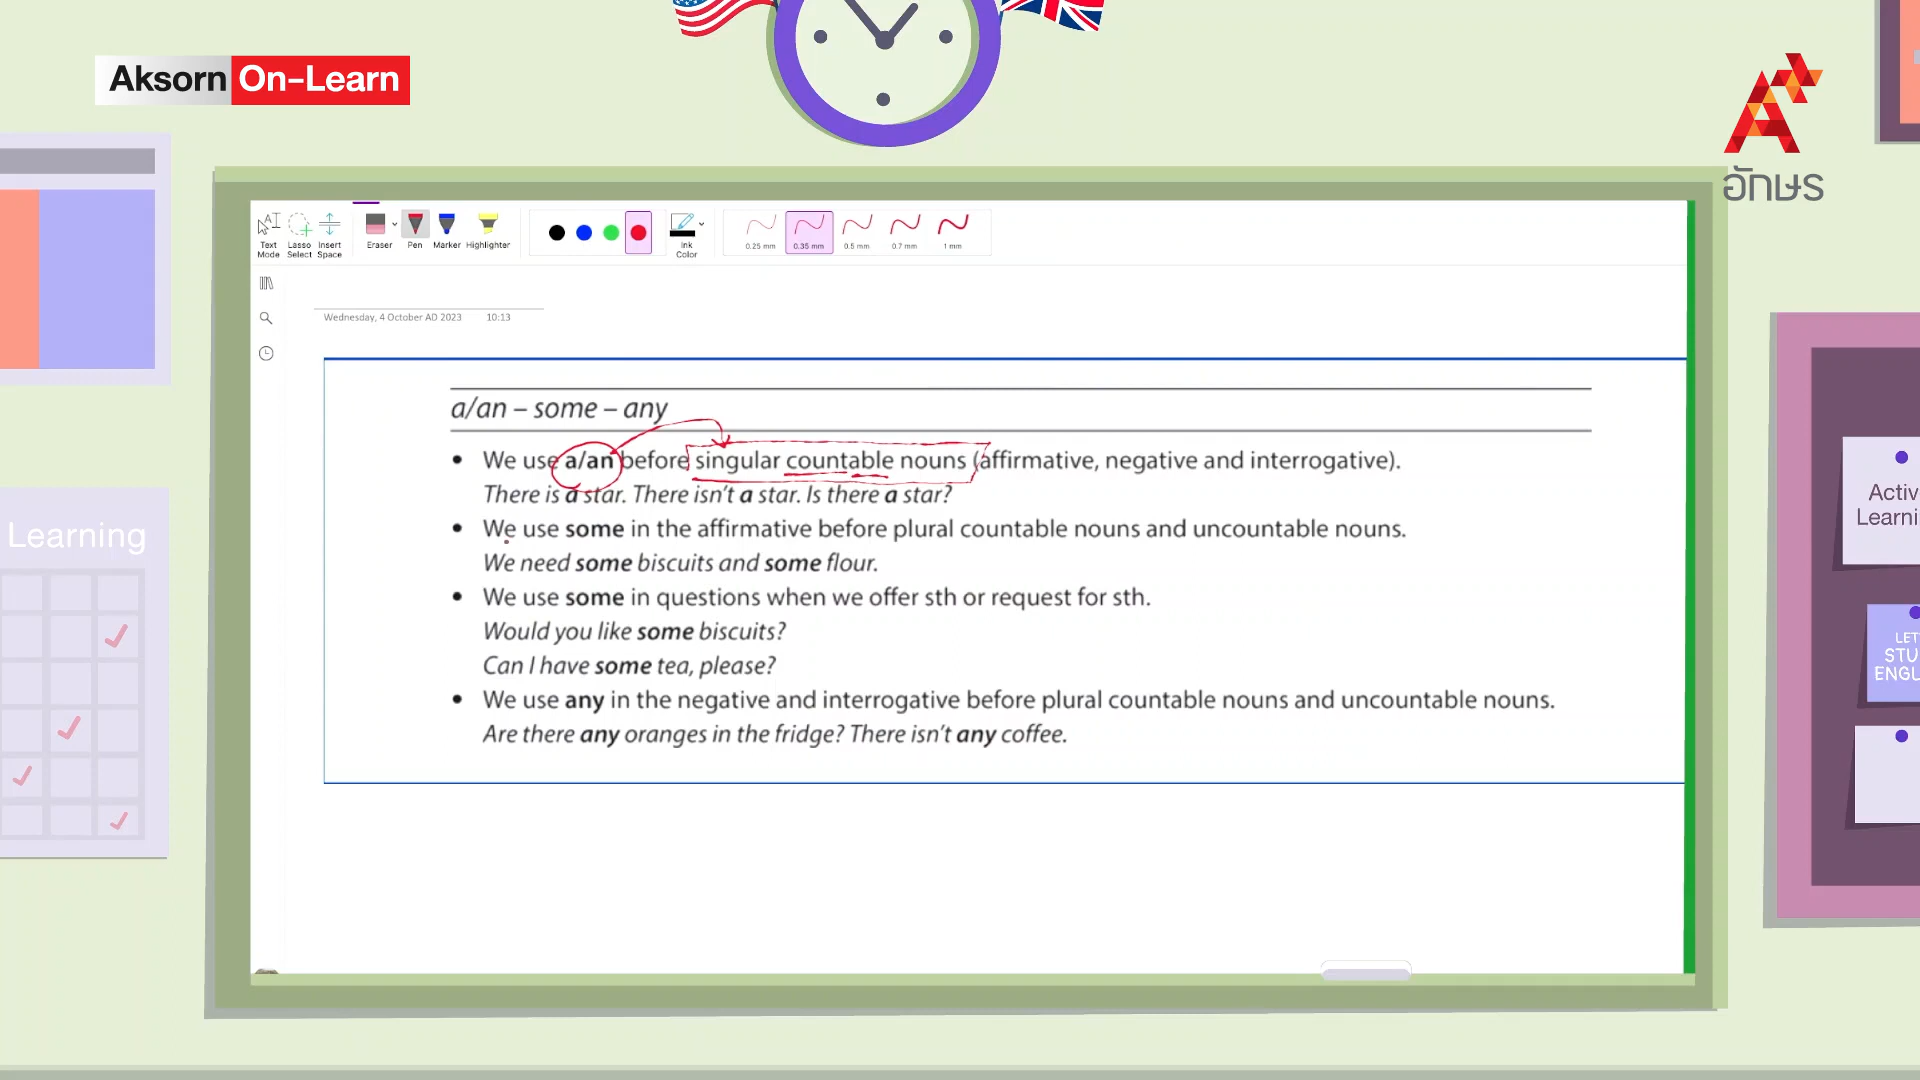 Aksorn On-Learn
อักษร
Text Mode
Lasso Select
Insert Space
Eraser
Pen
Marker
Highlighter
Ink Color
0.25 mm
0.35 mm
0.5 mm
0.7 mm
1 mm
Wednesday, 4 October AD 2023 10:13
a/an – some – any
• We use a/an before singular countable nouns (affirmative, negative and interrogative).
There is a star. There isn't a star. Is there a star?
• We use some in the affirmative before plural countable nouns and uncountable nouns.
We need some biscuits and some flour.
• We use some in questions when we offer sth or request for sth.
Would you like some biscuits?
Can I have some tea, please?
• We use any in the negative and interrogative before plural countable nouns and uncountable nouns.
Are there any oranges in the fridge? There isn't any coffee.
Learning
Activ
Learni
LET
STU
ENGL